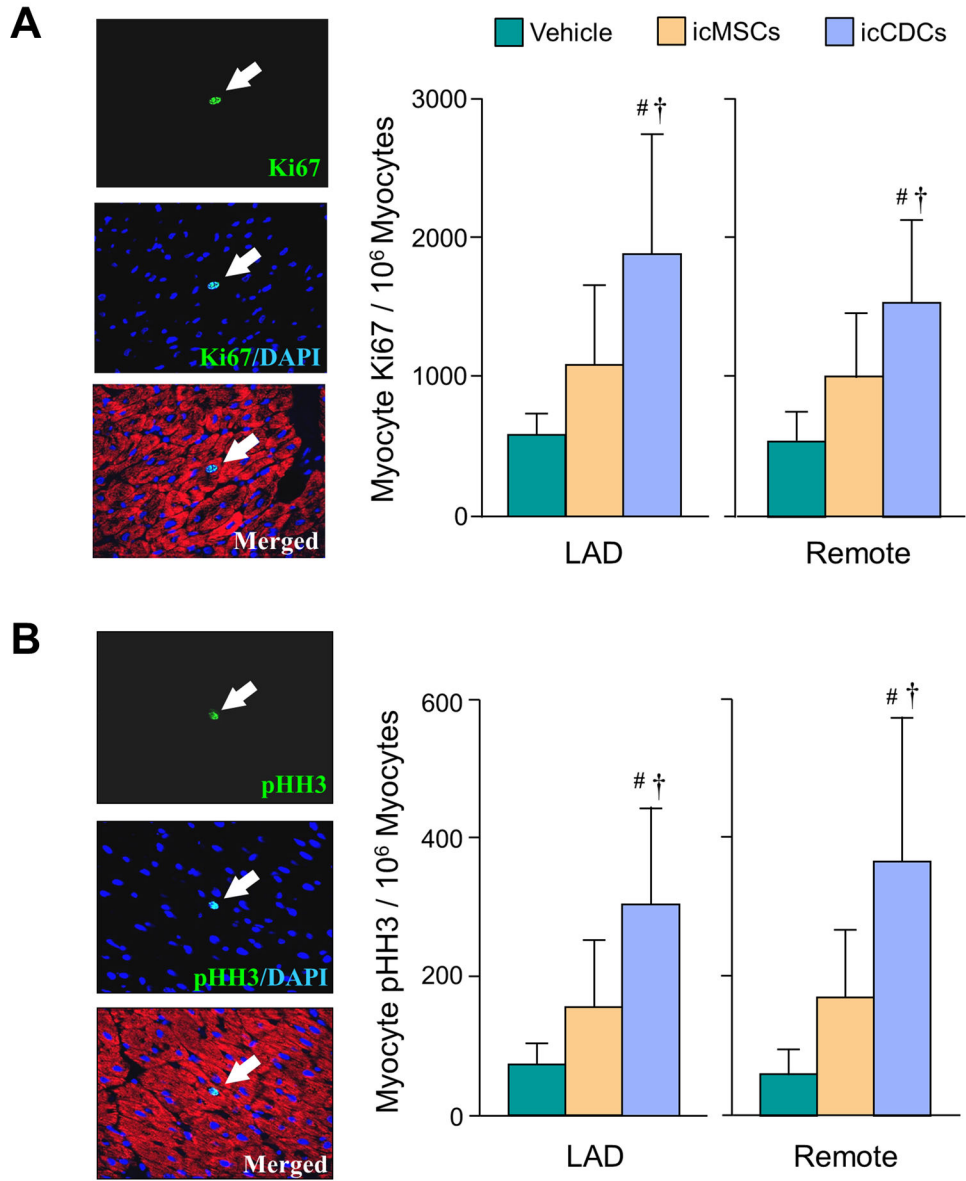 A
Vehicle icMSCs icCDCs
Ki67
Ki67/DAPI
Merged
Myocyte Ki67 / 10⁶ Myocytes
3000
2000
1000
0
# †
# †
LAD
Remote
B
pHH3
pHH3/DAPI
Merged
Myocyte pHH3 / 10⁶ Myocytes
600
400
200
0
# †
# †
LAD
Remote